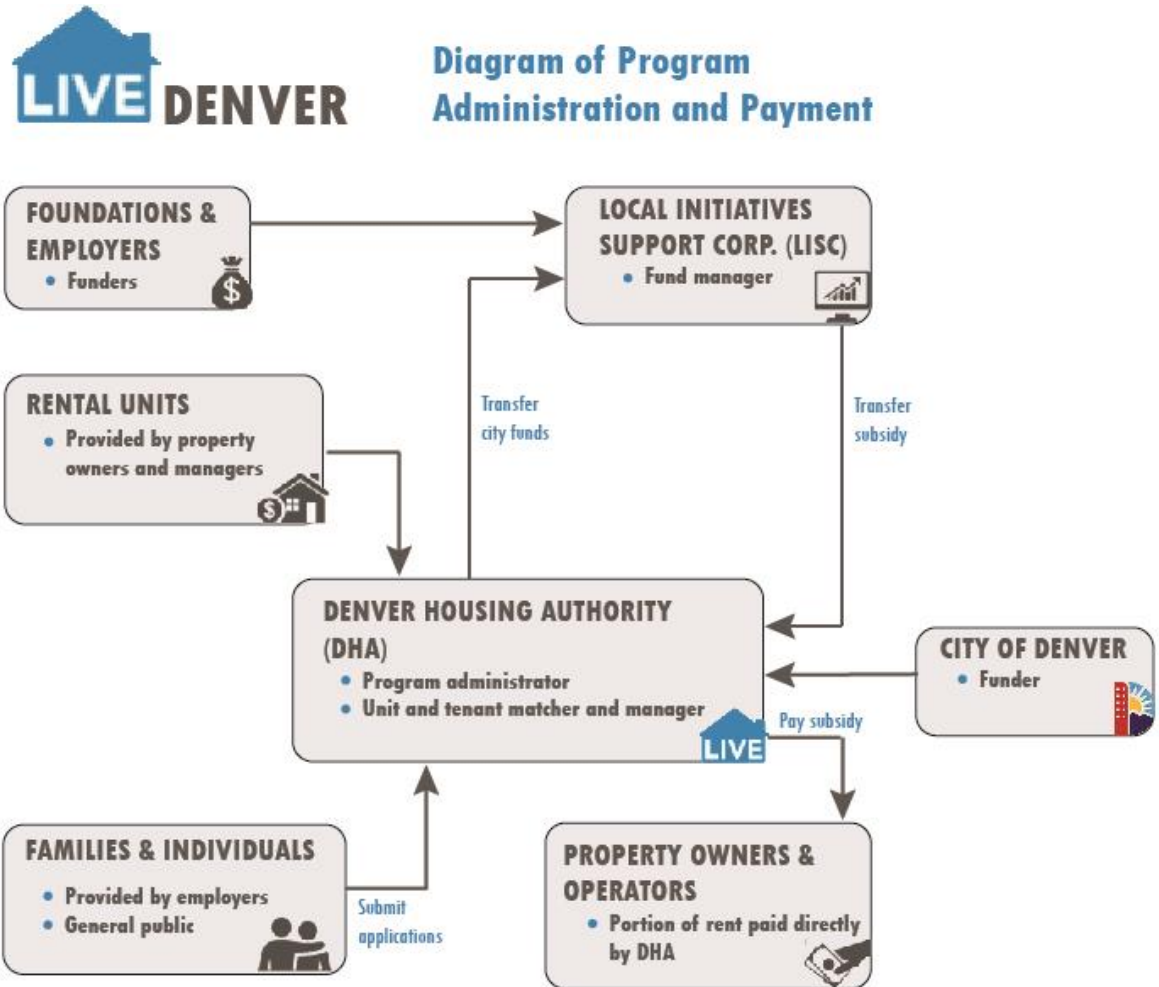 LIVE DENVER
Diagram of Program
Administration and Payment
FOUNDATIONS &
EMPLOYERS
• Funders
$
LOCAL INITIATIVES
SUPPORT CORP. (LISC)
• Fund manager
RENTAL UNITS
• Provided by property
owners and managers
$
Transfer
city funds
Transfer
subsidy
DENVER HOUSING AUTHORITY
(DHA)
• Program administrator
• Unit and tenant matcher and manager
LIVE
CITY OF DENVER
• Funder
Pay subsidy
FAMILIES & INDIVIDUALS
• Provided by employers
• General public
Submit
applications
PROPERTY OWNERS &
OPERATORS
• Portion of rent paid directly
by DHA